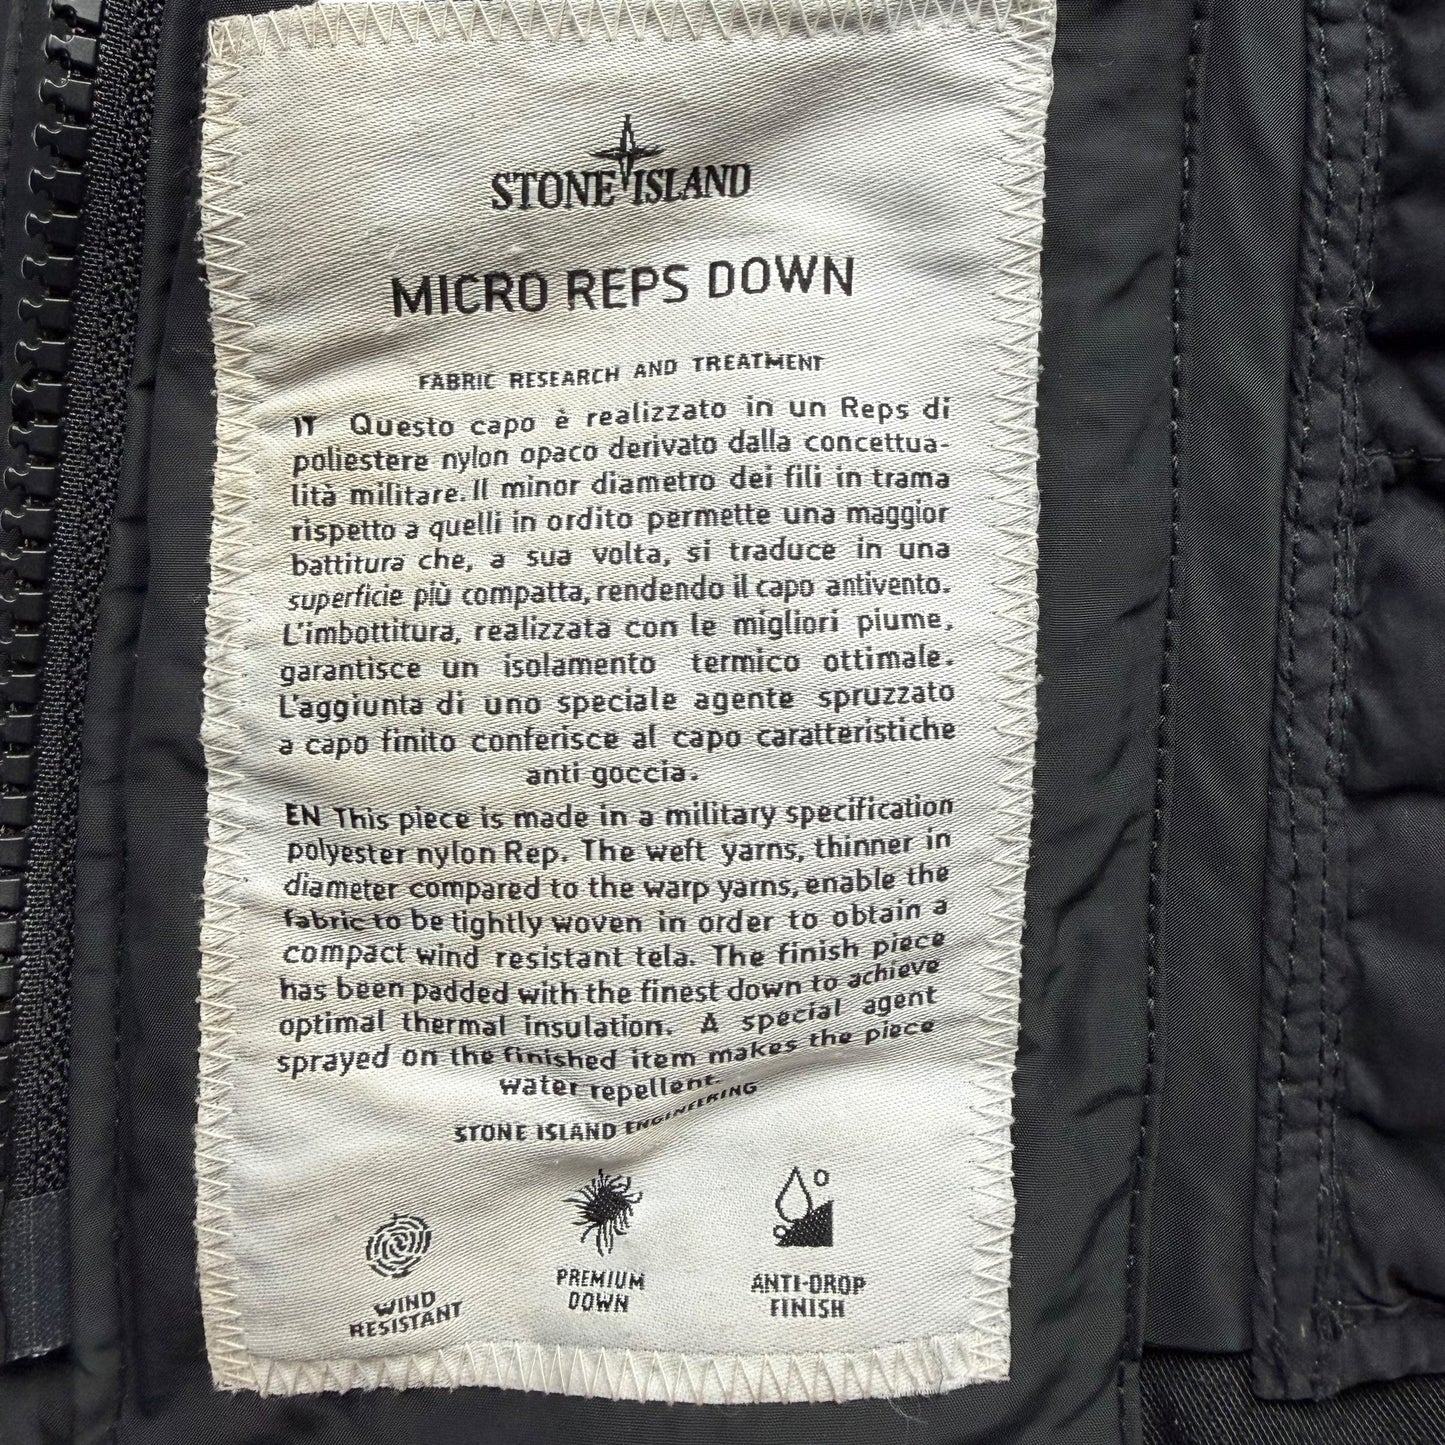 STONE ISLAND
MICRO REPS DOWN
FABRIC RESEARCH AND TREATMENT
IT Questo capo è realizzato in un Reps di
poliestere nylon opaco derivato dalla concettua-
lità militare. Il minor diametro dei fili in trama
rispetto a quelli in ordito permette una maggior
battitura che, a sua volta, si traduce in una
superficie più compatta, rendendo il capo antivento.
L'imbottitura, realizzata con le migliori piume,
garantisce un isolamento termico ottimale.
L'aggiunta di uno speciale agente spruzzato
a capo finito conferisce al capo caratteristiche
anti goccia.
EN This piece is made in a military specification
polyester nylon Rep. The weft yarns, thinner in
diameter compared to the warp yarns, enable the
fabric to be tightly woven in order to obtain a
compact wind resistant tela. The finish piece
has been padded with the finest down to achieve
optimal thermal insulation. A special agent
sprayed on the finished item makes the piece
water repellent.
STONE ISLAND ENGINEERING
WIND
RESISTANT
PREMIUM
DOWN
ANTI-DROP
FINISH